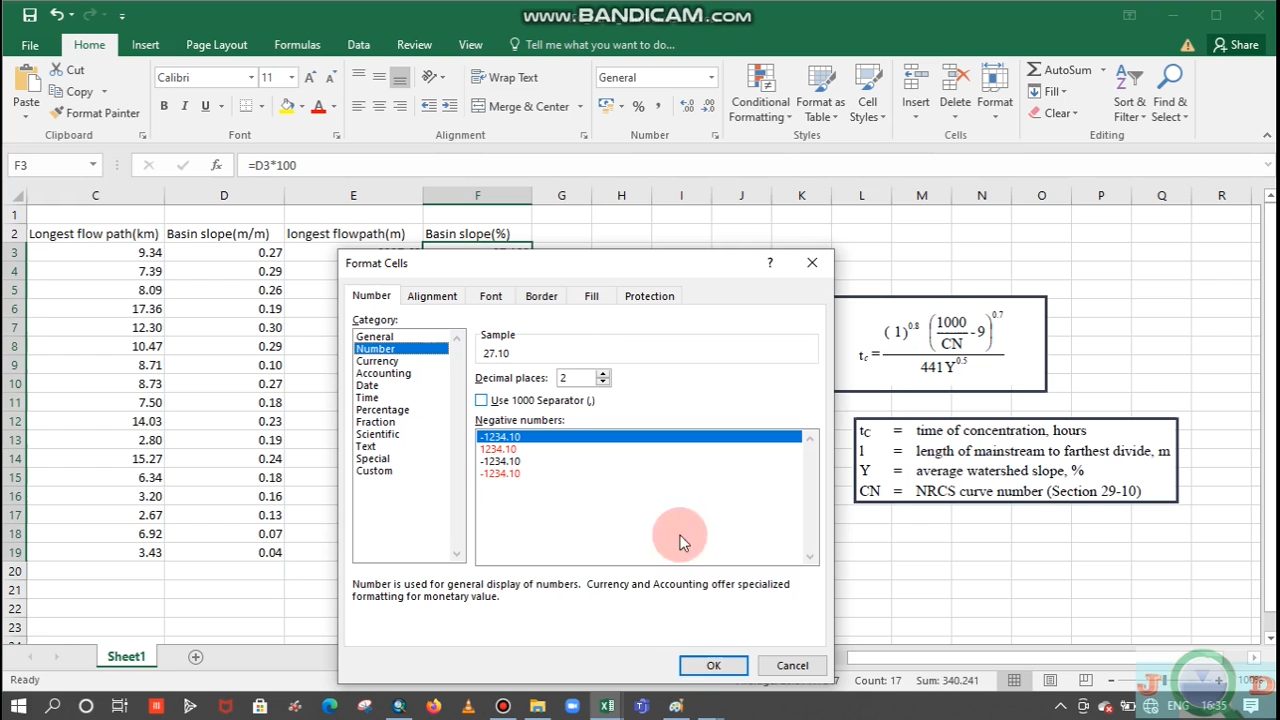 www.BANDICAM.com
File Home Insert Page Layout Formulas Data Review View Tell me what you want to do... Share
Paste Cut Copy Format Painter Clipboard
Calibri 11 B I U A Font
Wrap Text Merge & Center Alignment
General % , Number
Conditional Formatting Format as Table Cell Styles Styles
Insert Delete Format Cells
AutoSum Fill Clear Sort & Filter Find & Select Editing
F3 fx =D3*100
C D E F G H I J K L M N O P Q R
1
2 Longest flow path(km) Basin slope(m/m) longest flowpath(m) Basin slope(%)
3 9.34 0.27
4 7.39 0.29
5 8.09 0.26
6 17.36 0.19
7 12.30 0.30
8 10.47 0.29
9 8.71 0.10
10 8.73 0.27
11 7.50 0.18
12 14.03 0.23
13 2.80 0.19
14 15.27 0.24
15 6.34 0.18
16 3.20 0.16
17 2.67 0.13
18 6.92 0.07
19 3.43 0.04
20
21
22
23
Format Cells ?
Number Alignment Font Border Fill Protection
Category:
General
Number
Currency
Accounting
Date
Time
Percentage
Fraction
Scientific
Text
Special
Custom
Sample
27.10
Decimal places: 2
Use 1000 Separator (,)
Negative numbers:
-1234.10
1234.10
-1234.10
-1234.10
Number is used for general display of numbers. Currency and Accounting offer specialized
formatting for monetary value.
OK Cancel
tc = ( 1)^0.8 (1000/CN - 9)^0.7 / 441 Y^0.5
tC = time of concentration, hours
l = length of mainstream to farthest divide, m
Y = average watershed slope, %
CN = NRCS curve number (Section 29-10)
Sheet1
Ready Count: 17 Sum: 340.241 100%
ENG 16:35